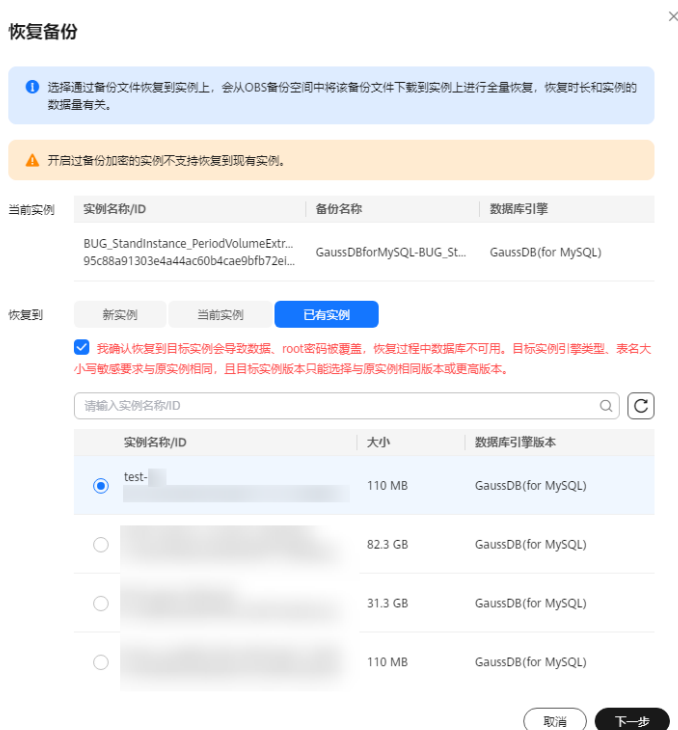 恢复备份
选择通过备份文件恢复到实例上，会从OBS备份空间中将该备份文件下载到实例上进行全量恢复，恢复时长和实例的
数据量有关。
开启过备份加密的实例不支持恢复到现有实例。
当前实例 实例名称/ID 备份名称 数据库引擎
BUG_StandInstance_PeriodVolumeExtr...
95c88a91303e4a44ac60b4cae9bfb72ei...
GaussDBforMySQL-BUG_St... GaussDB(for MySQL)
恢复到 新实例 当前实例 已有实例
我确认恢复到目标实例会导致数据、root密码被覆盖，恢复过程中数据库不可用。目标实例引擎类型、表名大
小写敏感要求与原实例相同，且目标实例版本只能选择与原实例相同版本或更高版本。
请输入实例名称/ID
实例名称/ID 大小 数据库引擎版本
test-
110 MB GaussDB(for MySQL)
82.3 GB GaussDB(for MySQL)
31.3 GB GaussDB(for MySQL)
110 MB GaussDB(for MySQL)
取消 下一步